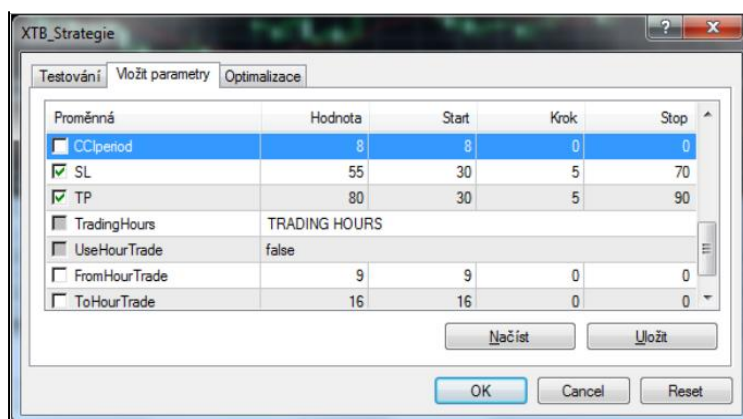 XTB_Strategie
Testování Vložit parametry Optimalizace
Proměnná Hodnota Start Krok Stop
CCIperiod 8 8 0 0
SL 55 30 5 70
TP 80 30 5 90
TradingHours TRADING HOURS
UseHourTrade false
FromHourTrade 9 9 0 0
ToHourTrade 16 16 0 0
Načíst Uložit
OK Cancel Reset